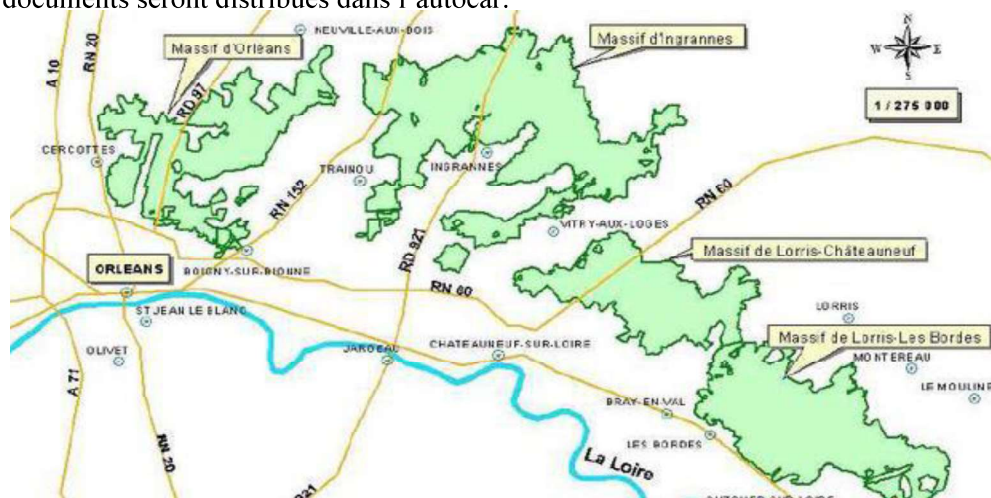 documents seront distribués dans l'autocar.
NEUVILLE-AUX-BOIS
Massif d'Orléans
Massif d'Ingrannes
N
W E
S
A 10
RN 20
RD 97
1 / 275 000
CERCOTTES
TRAINOU
INGRANNES
RN 152
RN 60
VITRY-AUX-LOGES
RD 921
Massif de Lorris-Châteauneuf
ORLEANS
BOIGNY-SUR-BIONNE
RN 60
ST JEAN LE BLANC
LORRIS
Massif de Lorris-Les Bordes
OLIVET
JARGEAU
CHATEAUNEUF-SUR-LOIRE
MONTEREAU
A 71
LE MOULINE
BRAY-EN-VAL
LES BORDES
RN 20
La Loire